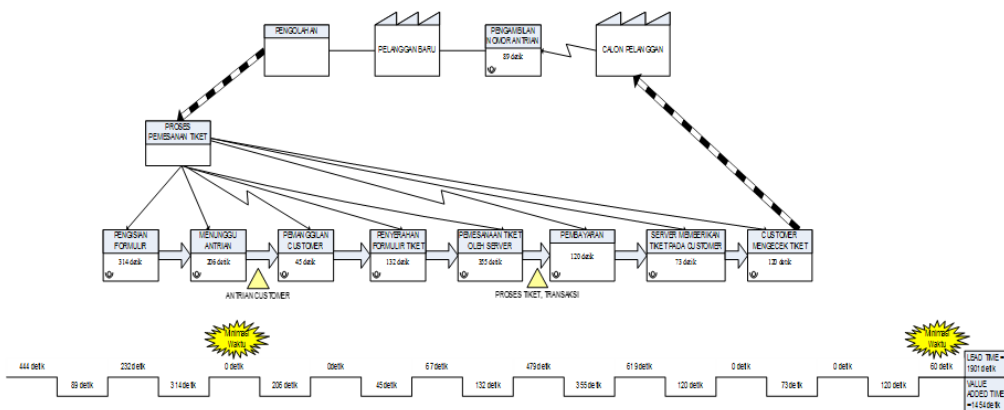 PENGOLAHAN
PELANGGAN BARU
PENGAMBILAN
NOMOR ANTRIAN
89 detik
CALON PELANGGAN
PROSES
PEMESANAN TIKET
PENGISIAN
FORMULIR
314 detik
MENUNGGU
ANTRIAN
206 detik
PEMANGGILAN
CUSTOMER
45 detik
PENYERAHAN
FORMULIR TIKET
132 detik
PEMESANAAN TIKET
OLEH SERVER
355 detik
PEMBAYARAN
120 detik
SERVER MEMBERIKAN
TIKET PADA CUSTOMER
73 detik
CUSTOMER
MENGECEK TIKET
120 detik
ANTRIAN CUSTOMER
PROSES TIKET, TRANSAKSI
Minimasi
Waktu
Minimasi
Waktu
444 detik
232 detik
0 detik
0detik
67 detik
479 detik
619 detik
0 detik
0 detik
60 detik
89 detik
314 detik
206 detik
45 detik
132 detik
355 detik
120 detik
73 detik
120 detik
LEAD TIME =
1901 detik
VALUE
ADDED TIME
=1454 detik